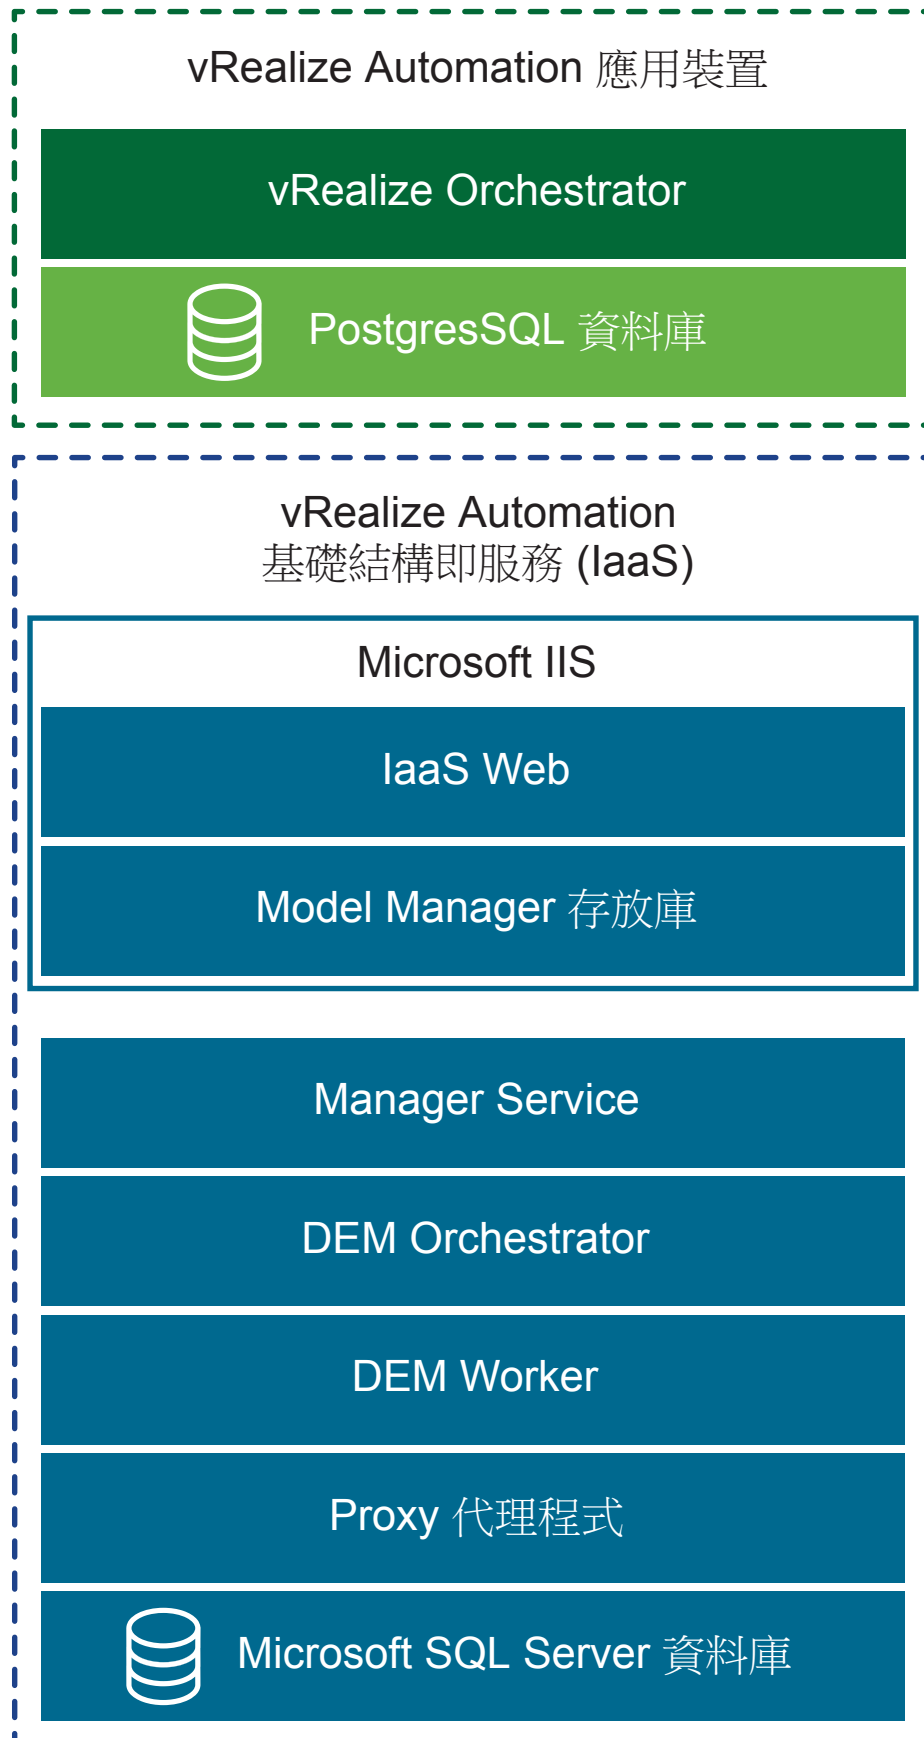 vRealize Automation 應用裝置
vRealize Orchestrator
PostgresSQL 資料庫
vRealize Automation
基礎結構即服務 (IaaS)
Microsoft IIS
IaaS Web
Model Manager 存放庫
Manager Service
DEM Orchestrator
DEM Worker
Proxy 代理程式
Microsoft SQL Server 資料庫